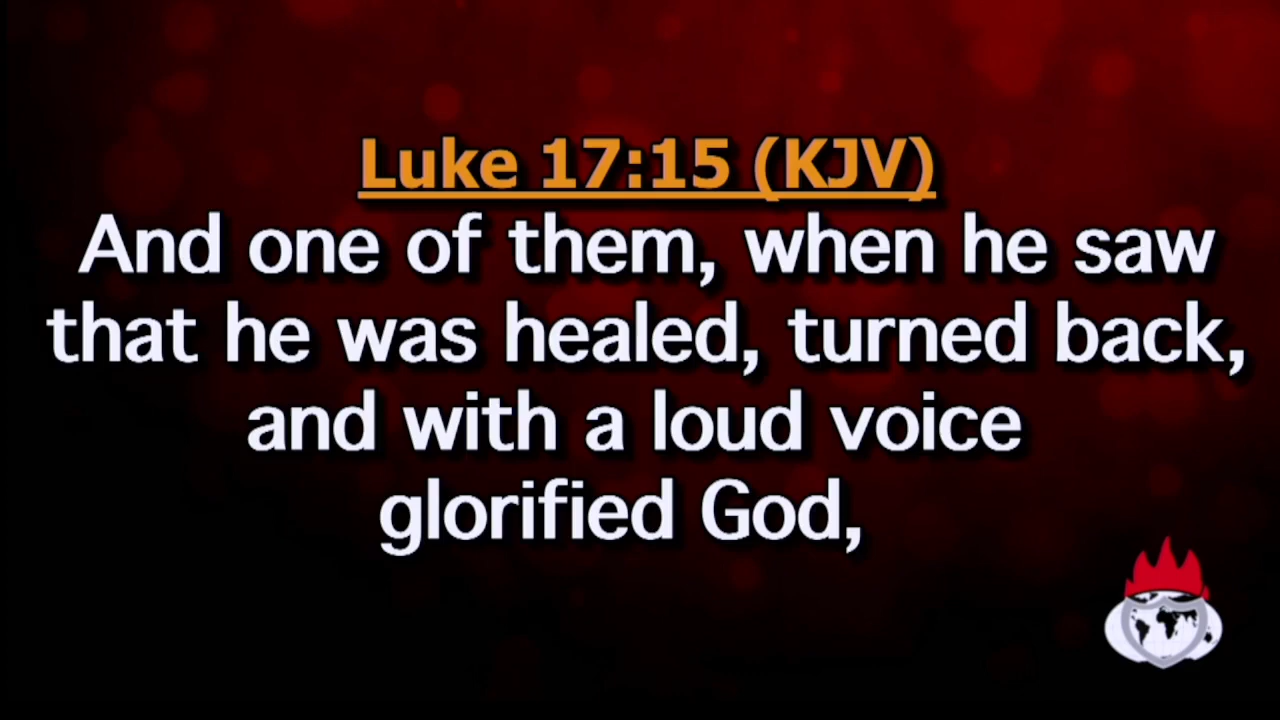 Luke 17:15 (KJV)
And one of them, when he saw
that he was healed, turned back,
and with a loud voice
glorified God,